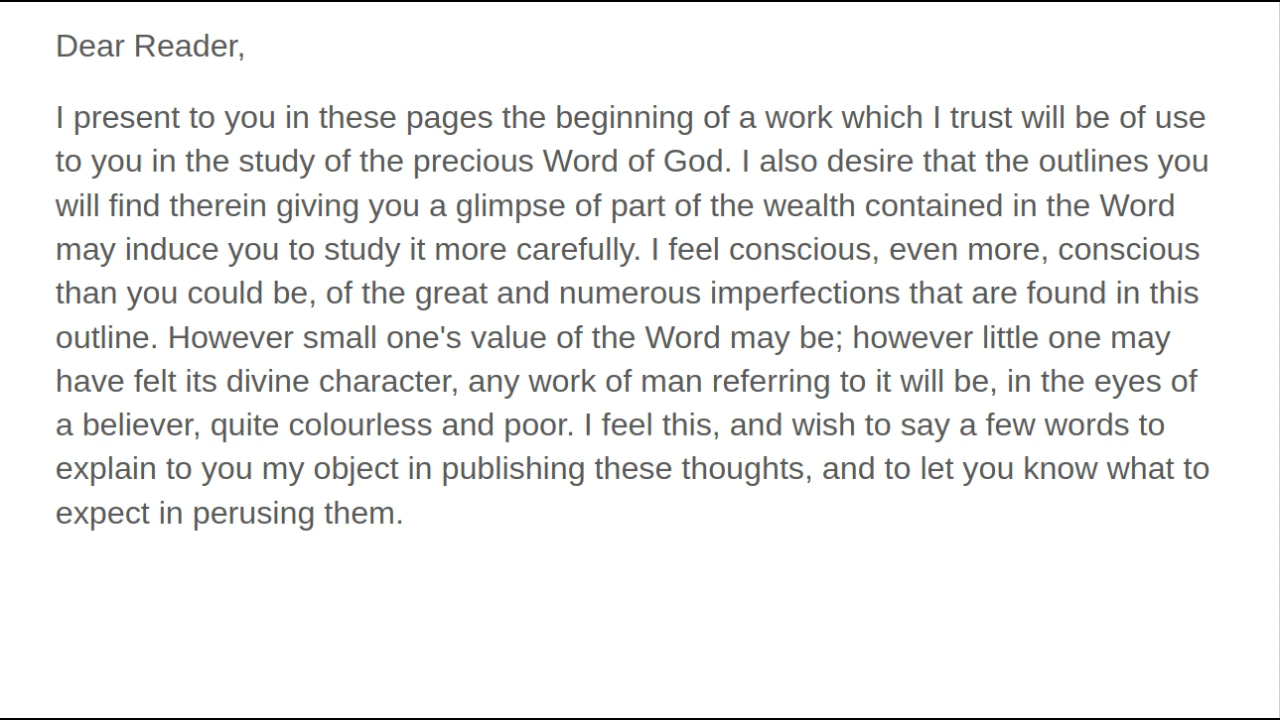 Dear Reader,
I present to you in these pages the beginning of a work which I trust will be of use
to you in the study of the precious Word of God. I also desire that the outlines you
will find therein giving you a glimpse of part of the wealth contained in the Word
may induce you to study it more carefully. I feel conscious, even more, conscious
than you could be, of the great and numerous imperfections that are found in this
outline. However small one's value of the Word may be; however little one may
have felt its divine character, any work of man referring to it will be, in the eyes of
a believer, quite colourless and poor. I feel this, and wish to say a few words to
explain to you my object in publishing these thoughts, and to let you know what to
expect in perusing them.